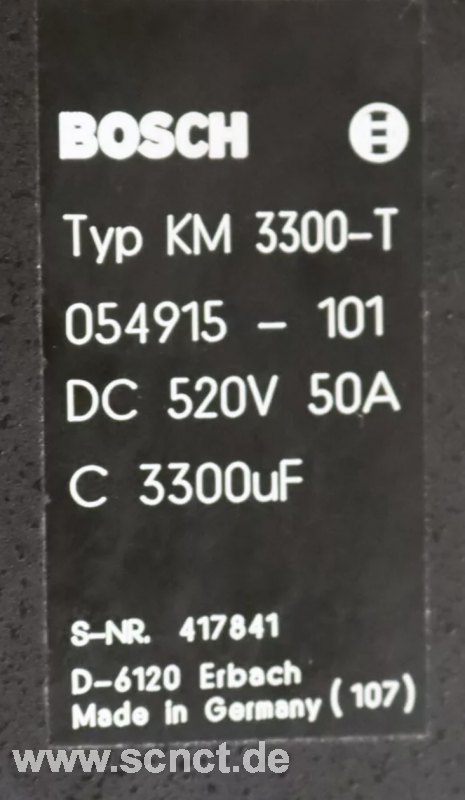 BOSCH
Typ KM 3300-T
054915 - 101
DC 520V 50A
C 3300uF
S-NR. 417841
D-6120 Erbach
Made in Germany (107)
www.scnct.de